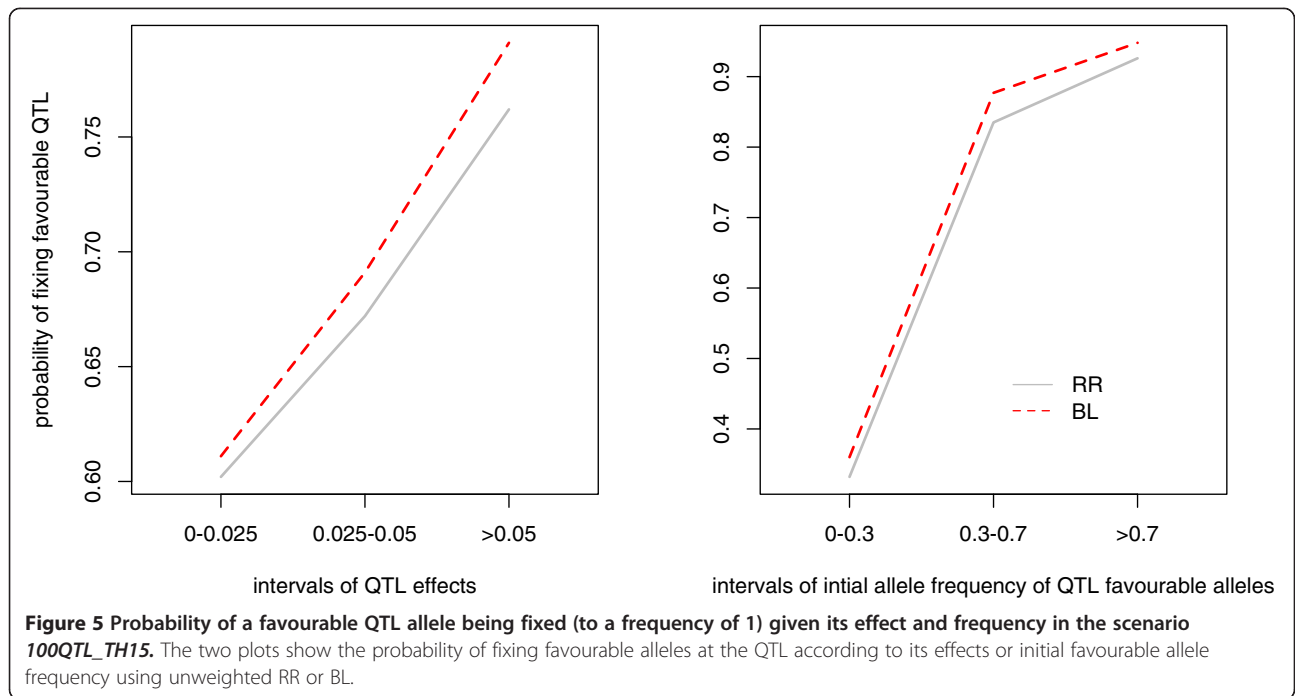 probability of fixing favourable QTL
0.75
0.70
0.65
0.60
0-0.025 0.025-0.05 >0.05
intervals of QTL effects
0.9
0.8
0.7
0.6
0.5
0.4
RR
BL
0-0.3 0.3-0.7 >0.7
intervals of intial allele frequency of QTL favourable alleles
Figure 5 Probability of a favourable QTL allele being fixed (to a frequency of 1) given its effect and frequency in the scenario
100QTL_TH15. The two plots show the probability of fixing favourable alleles at the QTL according to its effects or initial favourable allele
frequency using unweighted RR or BL.